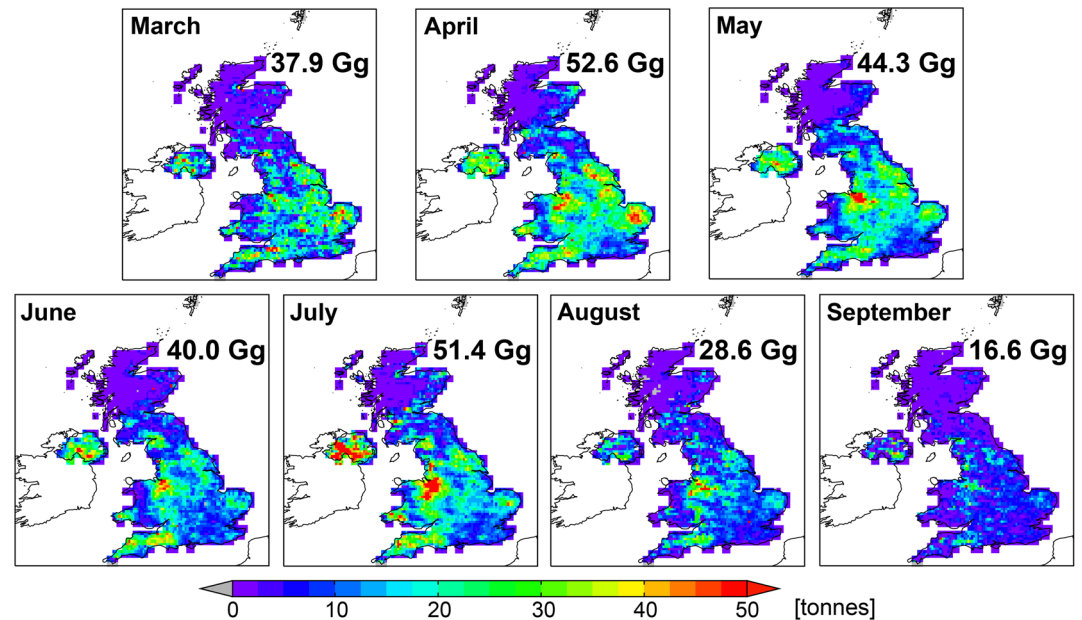 March
37.9 Gg
April
52.6 Gg
May
44.3 Gg
June
40.0 Gg
July
51.4 Gg
August
28.6 Gg
September
16.6 Gg
0 10 20 30 40 50 [tonnes]